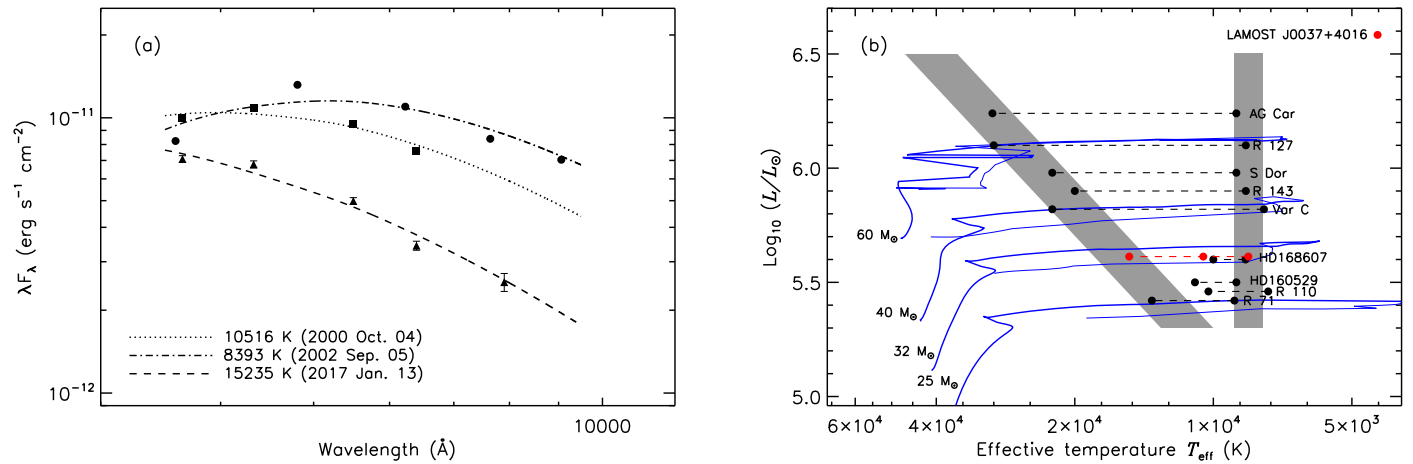 (a)
10⁻¹¹
10⁻¹²
λF_λ (erg s⁻¹ cm⁻²)
10516 K (2000 Oct. 04)
8393 K (2002 Sep. 05)
15235 K (2017 Jan. 13)
10000
Wavelength (Å)
(b)
LAMOST J0037+4016
6.5
6.0
5.5
5.0
Log₁₀ (L/L☉)
AG Car
R 127
S Dor
R 143
Var C
HD168607
HD160529
R 110
R 71
60 M☉
40 M☉
32 M☉
25 M☉
6×10⁴
4×10⁴
2×10⁴
1×10⁴
5×10³
Effective temperature T_eff (K)